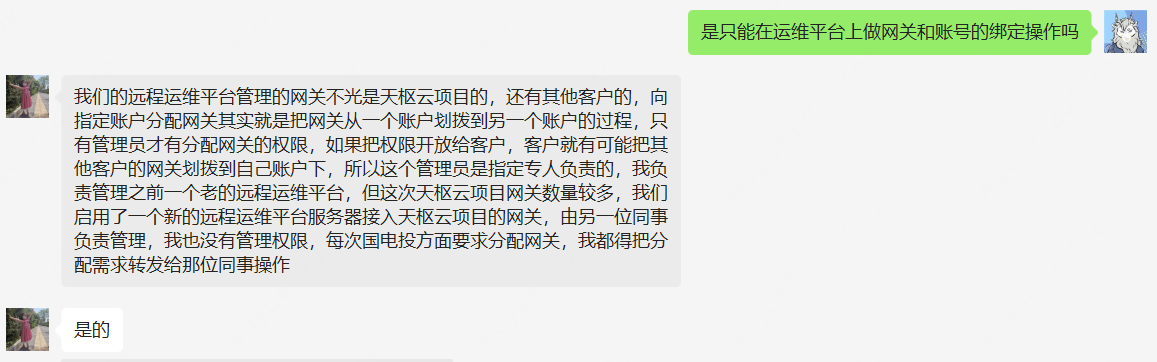 是只能在运维平台上做网关和账号的绑定操作吗
我们的远程运维平台管理的网关不光是天枢云项目的，还有其他客户的，向
指定账户分配网关其实就是把网关从一个账户划拨到另一个账户的过程，只
有管理员才有分配网关的权限，如果把权限开放给客户，客户就有可能把其
他客户的网关划拨到自己账户下，所以这个管理员是指定专人负责的，我负
责管理之前一个老的远程运维平台，但这次天枢云项目网关数量较多，我们
启用了一个新的远程运维平台服务器接入天枢云项目的网关，由另一位同事
负责管理，我也没有管理权限，每次国电投方面要求分配网关，我都得把分
配需求转发给那位同事操作
是的